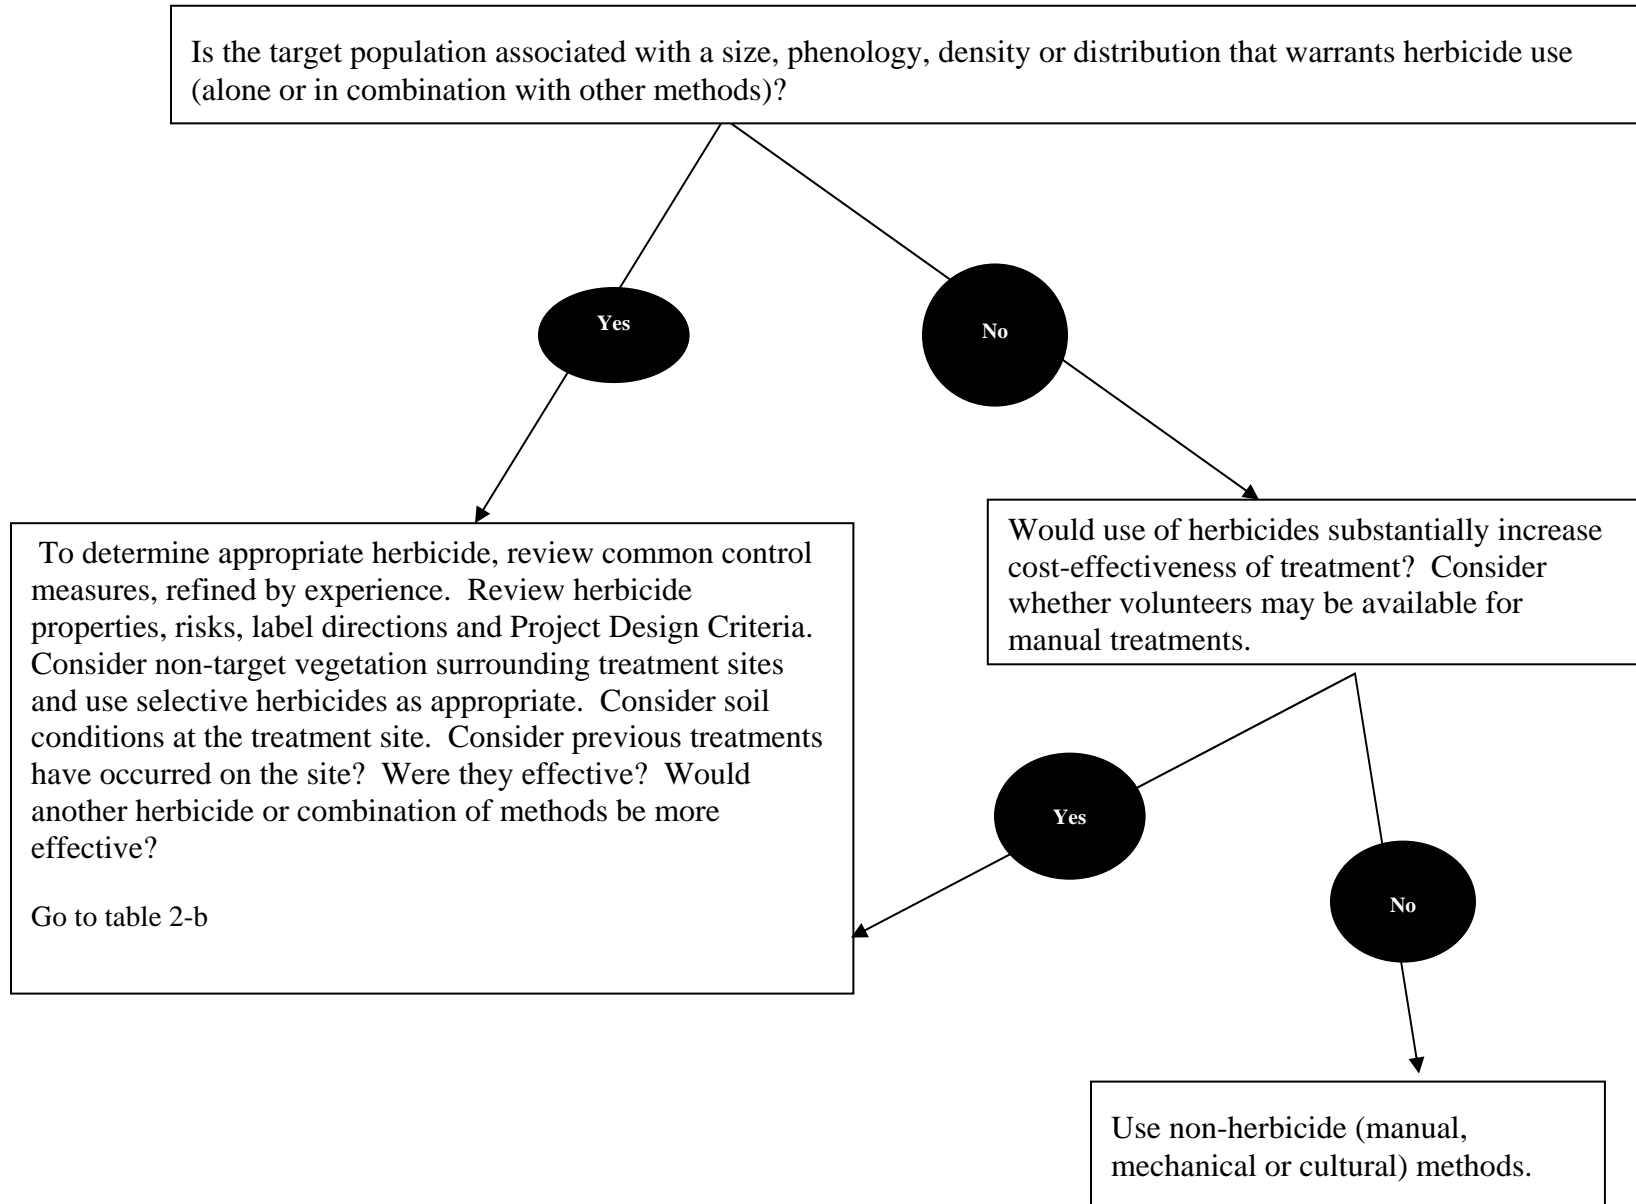 Is the target population associated with a size, phenology, density or distribution that warrants herbicide use
(alone or in combination with other methods)?
Yes
No
To determine appropriate herbicide, review common control
measures, refined by experience.  Review herbicide
properties, risks, label directions and Project Design Criteria.
Consider non-target vegetation surrounding treatment sites
and use selective herbicides as appropriate.  Consider soil
conditions at the treatment site.  Consider previous treatments
have occurred on the site?  Were they effective?  Would
another herbicide or combination of methods be more
effective?
Go to table 2-b
Would use of herbicides substantially increase
cost-effectiveness of treatment?  Consider
whether volunteers may be available for
manual treatments.
Yes
No
Use non-herbicide (manual,
mechanical or cultural) methods.